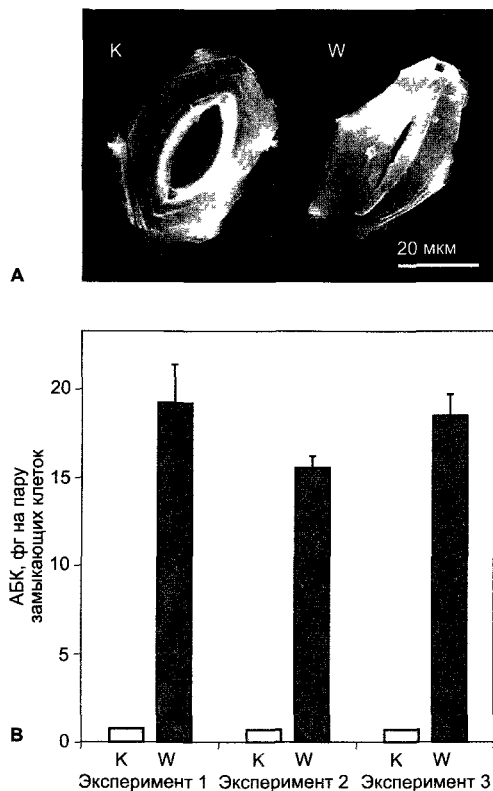 K W
20 мкм
A
АБК, фг на пару
замыкающих клеток
20
15
10
5
0
B
K W K W K W
Эксперимент 1 Эксперимент 2 Эксперимент 3